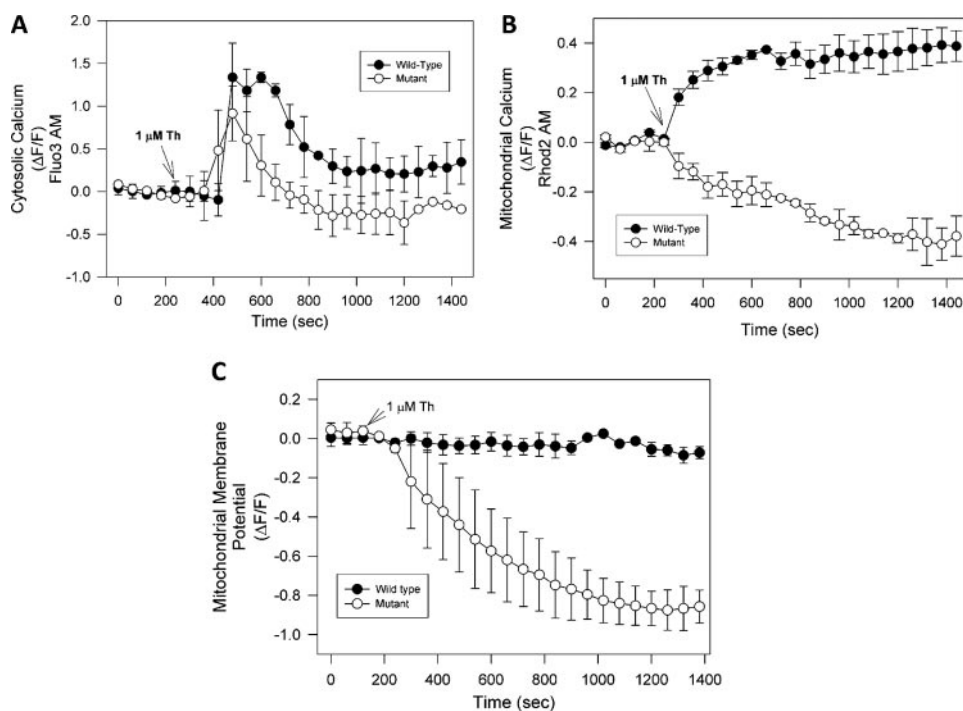 A
Cytosolic Calcium
(ΔF/F)
Fluo3 AM
2.0
1.5
1.0
0.5
0.0
-0.5
-1.0
Wild-Type
Mutant
1 μM Th
0 200 400 600 800 1000 1200 1400
Time (sec)
B
Mitochondrial Calcium
(ΔF/F)
Rhod2 AM
0.4
0.2
0.0
-0.2
-0.4
1 μM Th
Wild-Type
Mutant
0 200 400 600 800 1000 1200 1400
Time (sec)
C
Mitochondrial Membrane
Potential
(ΔF/F)
0.2
0.0
-0.2
-0.4
-0.6
-0.8
-1.0
1 μM Th
Wild type
Mutant
0 200 400 600 800 1000 1200 1400
Time (sec)